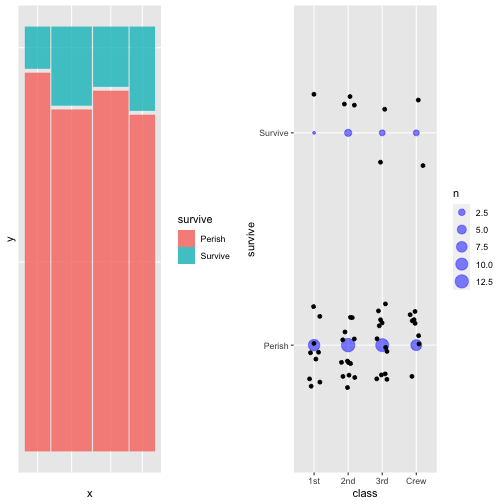 y
x
survive
Perish
Survive
survive
Survive
Perish
1st 2nd 3rd Crew
class
n
2.5
5.0
7.5
10.0
12.5